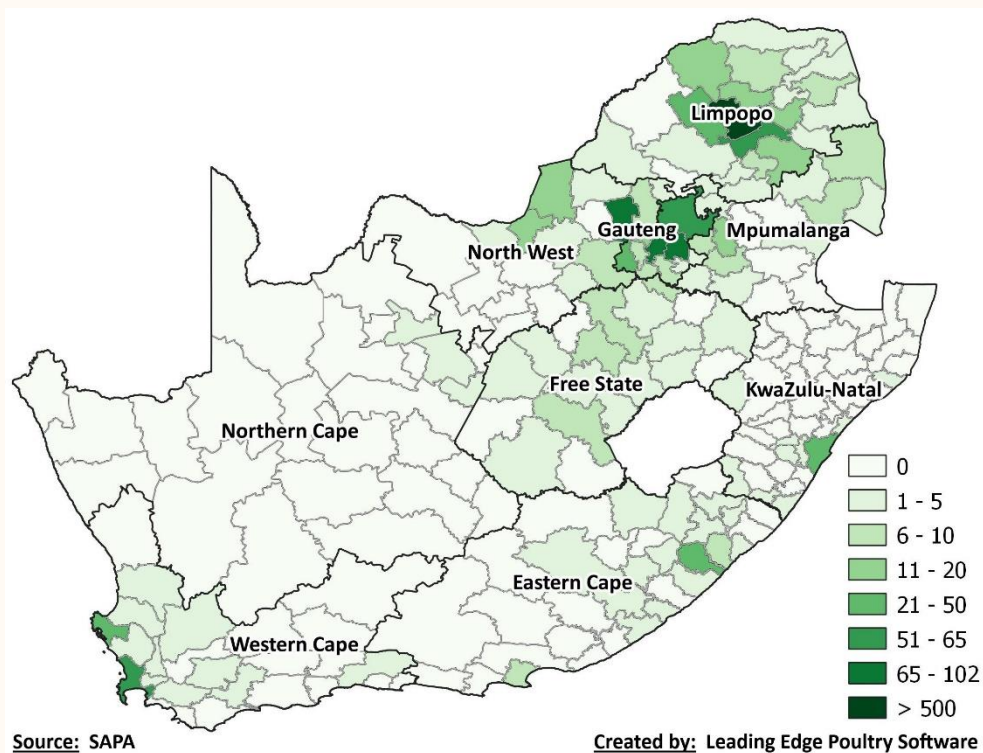 Limpopo
Gauteng
Mpumalanga
North West
Free State
KwaZulu-Natal
Northern Cape
Eastern Cape
Western Cape
0
1 - 5
6 - 10
11 - 20
21 - 50
51 - 65
65 - 102
> 500
Source: SAPA
Created by: Leading Edge Poultry Software